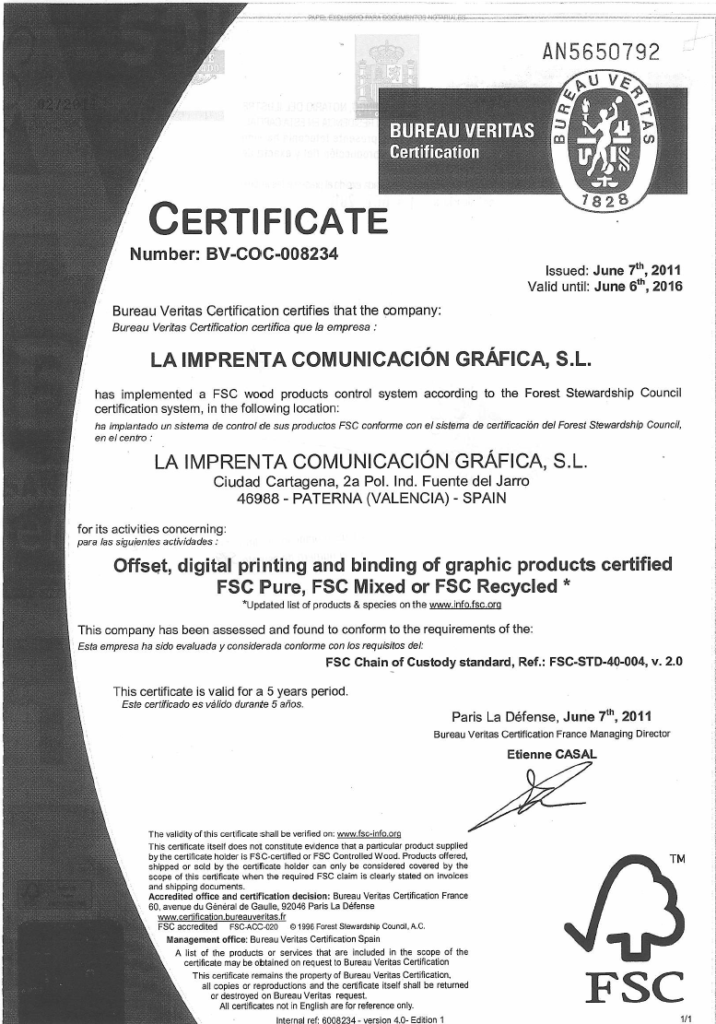 PAPEL EXCLUSIVO PARA DOCUMENTOS NOTARIALES
AN5650792
BUREAU VERITAS
Certification
BUREAU VERITAS
1828
CERTIFICATE
Number: BV-COC-008234
Issued: June 7th, 2011
Valid until: June 6th, 2016
Bureau Veritas Certification certifies that the company:
Bureau Veritas Certification certifica que la empresa :
LA IMPRENTA COMUNICACIÓN GRÁFICA, S.L.
has implemented a FSC wood products control system according to the Forest Stewardship Council
certification system, in the following location:
ha implantado un sistema de control de sus productos FSC conforme con el sistema de certificación del Forest Stewardship Council,
en el centro :
LA IMPRENTA COMUNICACIÓN GRÁFICA, S.L.
Ciudad Cartagena, 2a Pol. Ind. Fuente del Jarro
46988 - PATERNA (VALENCIA) - SPAIN
for its activities concerning:
para las siguientes actividades :
Offset, digital printing and binding of graphic products certified
FSC Pure, FSC Mixed or FSC Recycled *
*Updated list of products & species on the www.info.fsc.org
This company has been assessed and found to conform to the requirements of the:
Esta empresa ha sido evaluada y considerada conforme con los requisitos del:
FSC Chain of Custody standard, Ref.: FSC-STD-40-004, v. 2.0
This certificate is valid for a 5 years period.
Este certificado es válido durante 5 años.
Paris La Défense, June 7th, 2011
Bureau Veritas Certification France Managing Director
Etienne CASAL
The validity of this certificate shall be verified on: www.fsc-info.org
This certificate itself does not constitute evidence that a particular product supplied
by the certificate holder is FSC-certified or FSC Controlled Wood. Products offered,
shipped or sold by the certificate holder can only be considered covered by the
scope of this certificate when the required FSC claim is clearly stated on invoices
and shipping documents.
Accredited office and certification decision: Bureau Veritas Certification France
60, avenue du Général de Gaulle, 92046 Paris La Défense
www.certification.bureauveritas.fr
FSC accredited FSC-ACC-020 © 1996 Forest Stewardship Council, A.C.
Management office: Bureau Veritas Certification Spain
A list of the products or services that are included in the scope of the
certificate may be obtained on request to Bureau Veritas Certification
This certificate remains the property of Bureau Veritas Certification,
all copies or reproductions and the certificate itself shall be returned
or destroyed on Bureau Veritas request.
All certificates not in English are for reference only.
Internal ref: 6008234 - version 4.0- Edition 1
TM
FSC
1/1